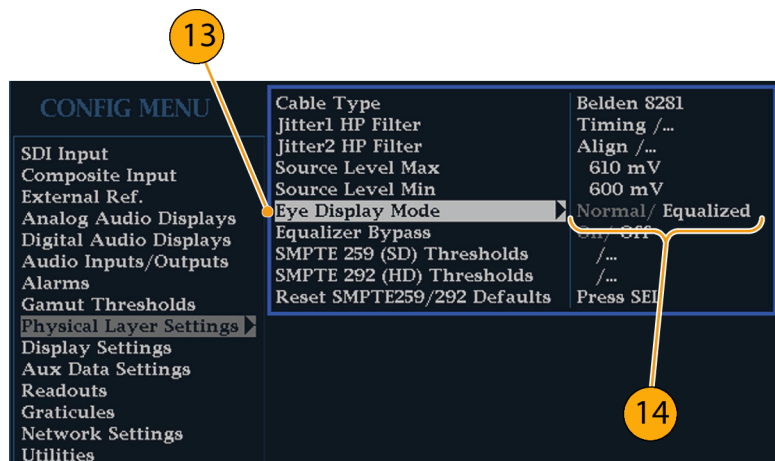 13
CONFIG MENU
SDI Input
Composite Input
External Ref.
Analog Audio Displays
Digital Audio Displays
Audio Inputs/Outputs
Alarms
Gamut Thresholds
Physical Layer Settings
Display Settings
Aux Data Settings
Readouts
Graticules
Network Settings
Utilities
Cable Type Belden 8281
Jitter1 HP Filter Timing /...
Jitter2 HP Filter Align /...
Source Level Max 610 mV
Source Level Min 600 mV
Eye Display Mode Normal/ Equalized
Equalizer Bypass On/ Off
SMPTE 259 (SD) Thresholds /...
SMPTE 292 (HD) Thresholds /...
Reset SMPTE259/292 Defaults Press SEL
14